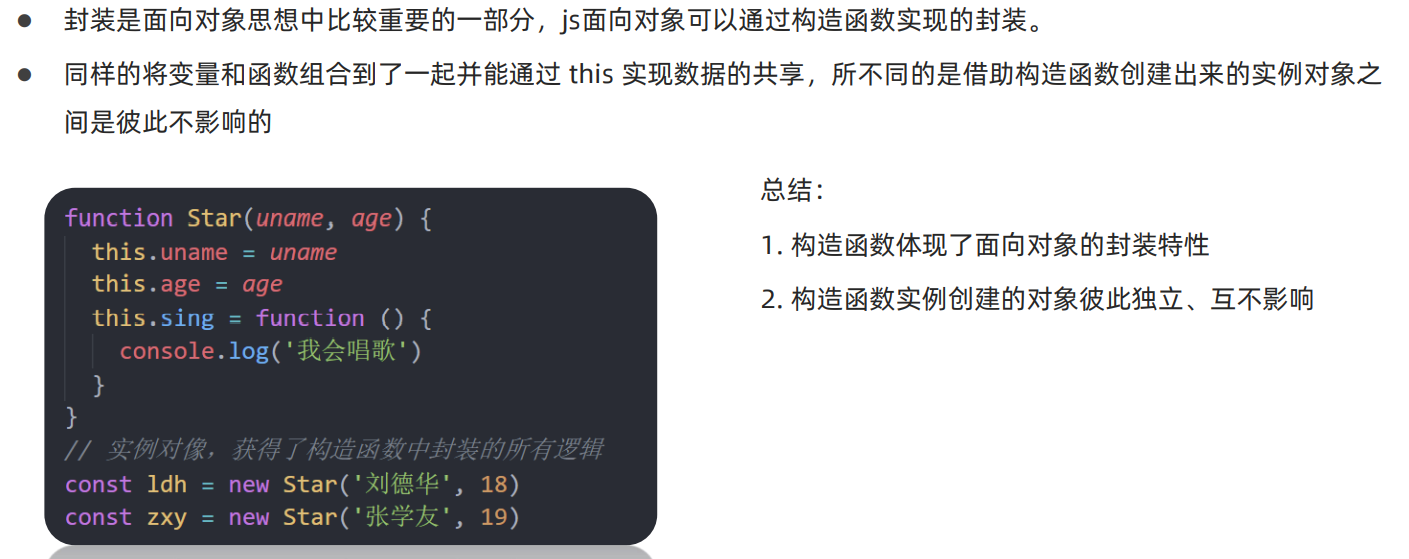 ● 封装是面向对象思想中比较重要的一部分，js面向对象可以通过构造函数实现的封装。
● 同样的将变量和函数组合到了一起并能通过 this 实现数据的共享，所不同的是借助构造函数创建出来的实例对象之
间是彼此不影响的
function Star(uname, age) {
  this.uname = uname
  this.age = age
  this.sing = function () {
    console.log('我会唱歌')
  }
}
// 实例对像，获得了构造函数中封装的所有逻辑
const ldh = new Star('刘德华', 18)
const zxy = new Star('张学友', 19)
总结：
1. 构造函数体现了面向对象的封装特性
2. 构造函数实例创建的对象彼此独立、互不影响